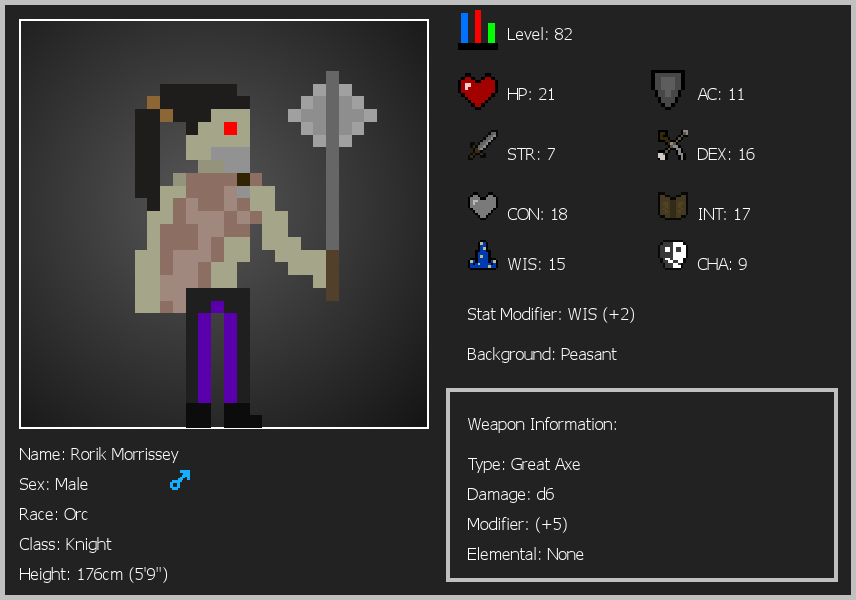 Level: 82
HP: 21
AC: 11
STR: 7
DEX: 16
CON: 18
INT: 17
WIS: 15
CHA: 9
Stat Modifier: WIS (+2)
Background: Peasant
Weapon Information:
Type: Great Axe
Damage: d6
Modifier: (+5)
Elemental: None
Name: Rorik Morrissey
Sex: Male
Race: Orc
Class: Knight
Height: 176cm (5'9")